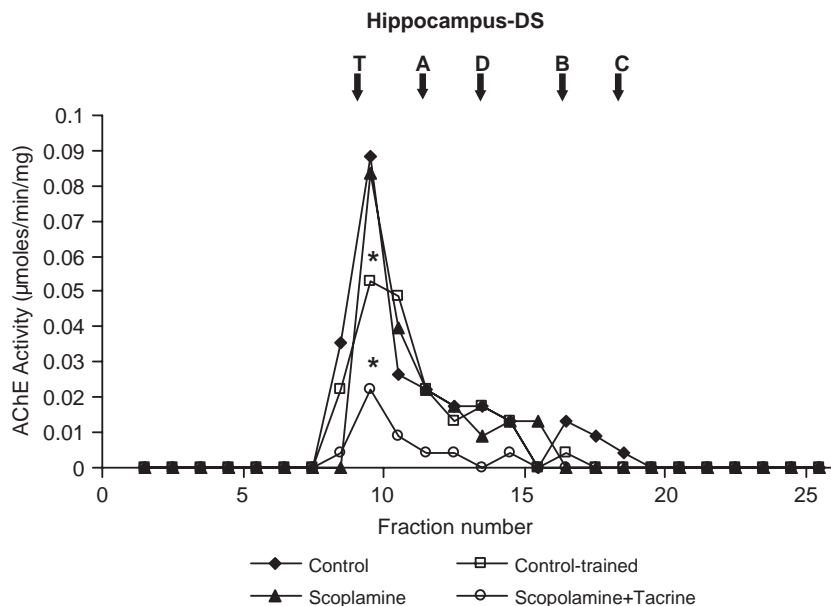 Hippocampus-DS
T A D B C
0.1
0.09
0.08
0.07
0.06
0.05
0.04
0.03
0.02
0.01
0
AChE Activity (μmoles/min/mg)
* 
*
0 5 10 15 20 25
Fraction number
Control
Control-trained
Scoplamine
Scopolamine+Tacrine